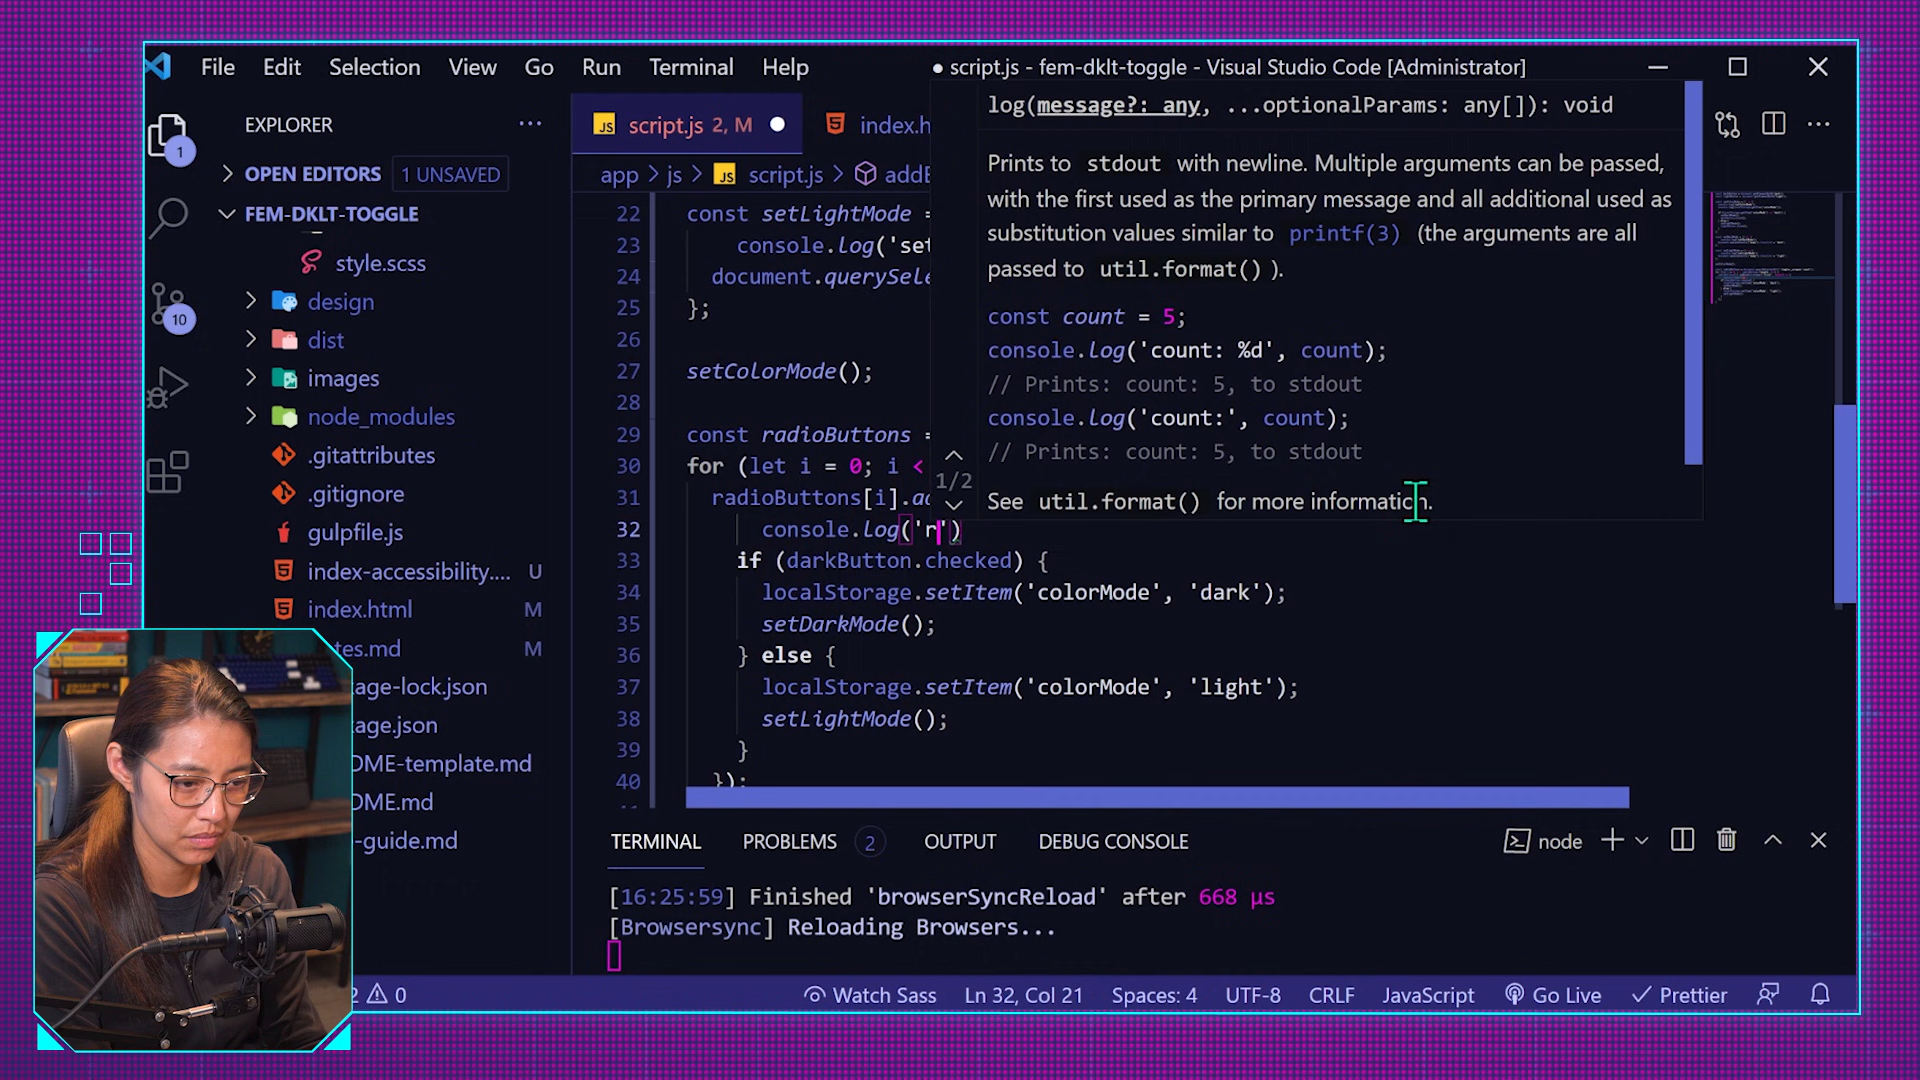 File Edit Selection View Go Run Terminal Help
● script.js - fem-dklt-toggle - Visual Studio Code [Administrator]
EXPLORER
1
OPEN EDITORS 1 UNSAVED
FEM-DKLT-TOGGLE
style.scss
design
10
dist
images
node_modules
.gitattributes
.gitignore
gulpfile.js
index-accessibility.... U
index.html M
tes.md M
age-lock.json
age.json
OME-template.md
OME.md
-guide.md
JS script.js 2, M
index.h
app > js > JS script.js >
22 const setLightMode =
23 console.log('set
24 document.querySele
25 };
26
27 setColorMode();
28
29 const radioButtons =
30 for (let i = 0; i <
31 radioButtons[i].ad
32 console.log('r')
33 if (darkButton.checked) {
34 localStorage.setItem('colorMode', 'dark');
35 setDarkMode();
36 } else {
37 localStorage.setItem('colorMode', 'light');
38 setLightMode();
39 }
40 });
log(message?: any, ...optionalParams: any[]): void
Prints to stdout with newline. Multiple arguments can be passed,
with the first used as the primary message and all additional used as
substitution values similar to printf(3) (the arguments are all
passed to util.format() ).
const count = 5;
console.log('count: %d', count);
// Prints: count: 5, to stdout
console.log('count:', count);
// Prints: count: 5, to stdout
1/2
See util.format() for more information.
TERMINAL PROBLEMS 2 OUTPUT DEBUG CONSOLE
node
[16:25:59] Finished 'browserSyncReload' after 668 μs
[Browsersync] Reloading Browsers...
2 0
Watch Sass Ln 32, Col 21 Spaces: 4 UTF-8 CRLF JavaScript Go Live Prettier